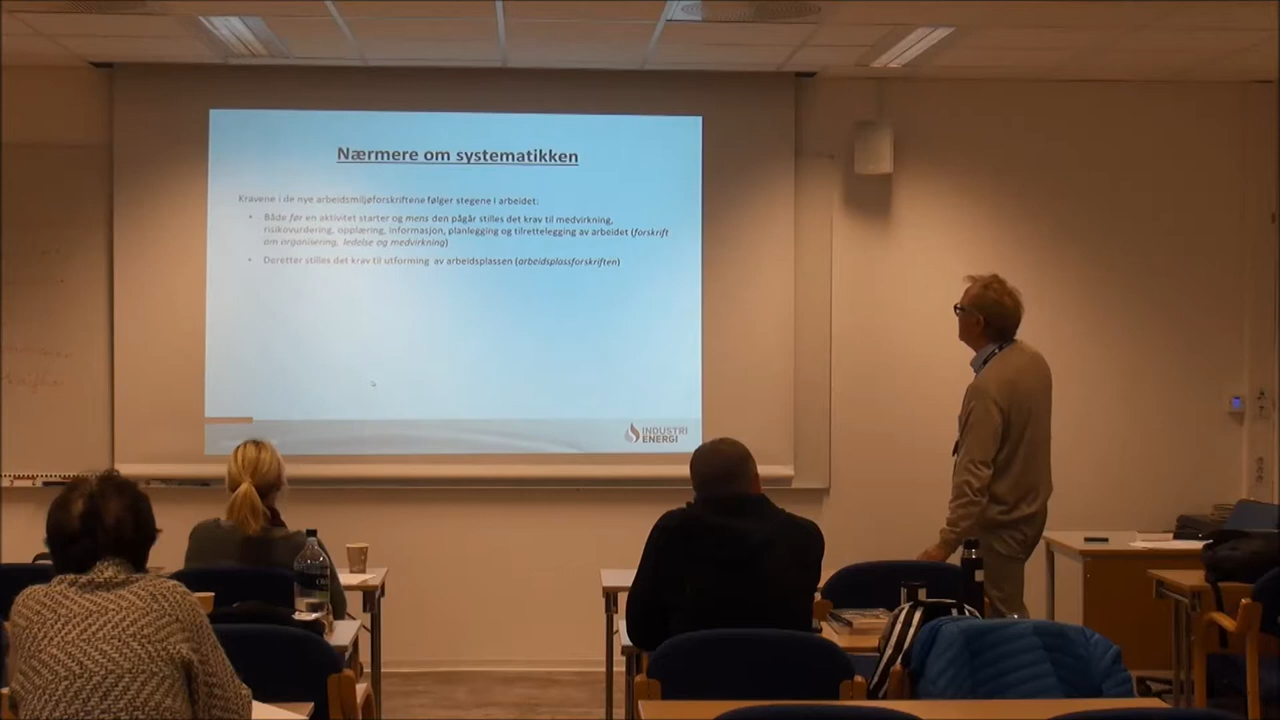 Nærmere om systematikken
Kravene i de nye arbeidsmiljøforskriftene følger stegene i arbeidet:
• Både før en aktivitet starter og mens den pågår stilles det krav til medvirkning,
risikovurdering, opplæring, informasjon, planlegging og tilrettelegging av arbeidet (forskrift
om organisering, ledelse og medvirkning)
• Deretter stilles det krav til utforming av arbeidsplassen (arbeidsplassforskriften)
INDUSTRI
ENERGI